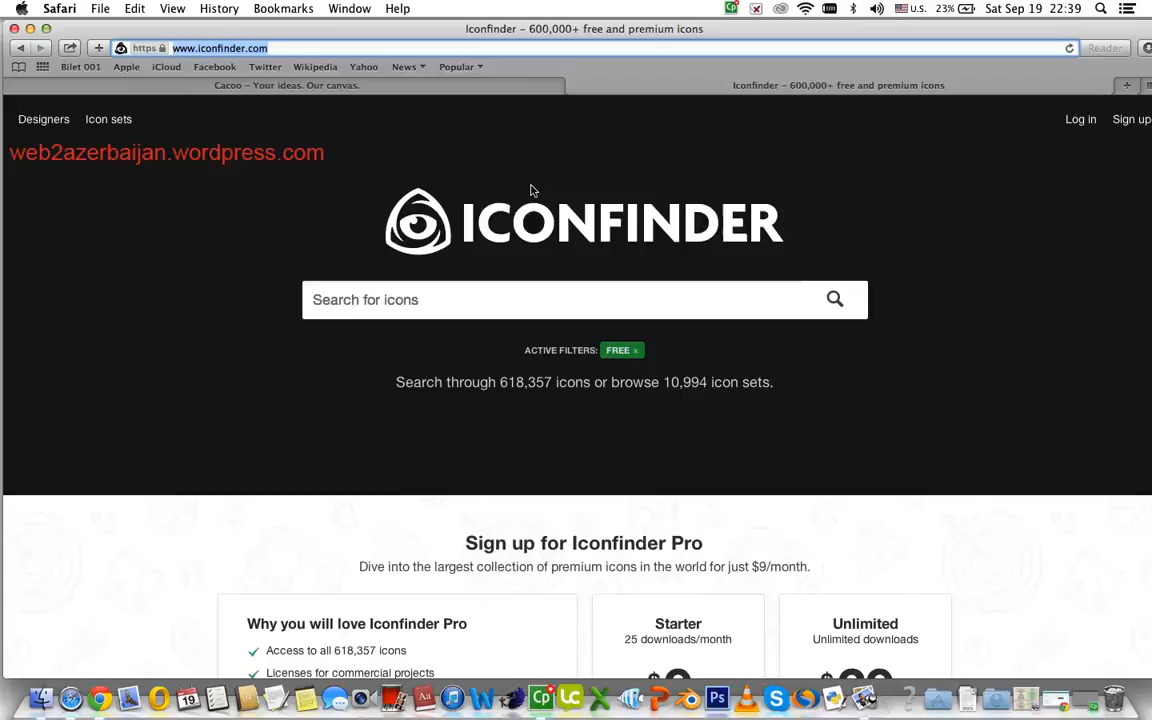 Safari File Edit View History Bookmarks Window Help U.S. 23% Sat Sep 19 22:39
Iconfinder – 600,000+ free and premium icons
https www.iconfinder.com Reader
Bilet 001 Apple iCloud Facebook Twitter Wikipedia Yahoo News Popular
Cacoo – Your ideas. Our canvas. Iconfinder – 600,000+ free and premium icons
Designers Icon sets Log in Sign up
web2azerbaijan.wordpress.com
ICONFINDER
Search for icons
ACTIVE FILTERS: FREE x
Search through 618,357 icons or browse 10,994 icon sets.
Sign up for Iconfinder Pro
Dive into the largest collection of premium icons in the world for just $9/month.
Why you will love Iconfinder Pro Starter Unlimited
25 downloads/month Unlimited downloads
Access to all 618,357 icons
Licenses for commercial projects